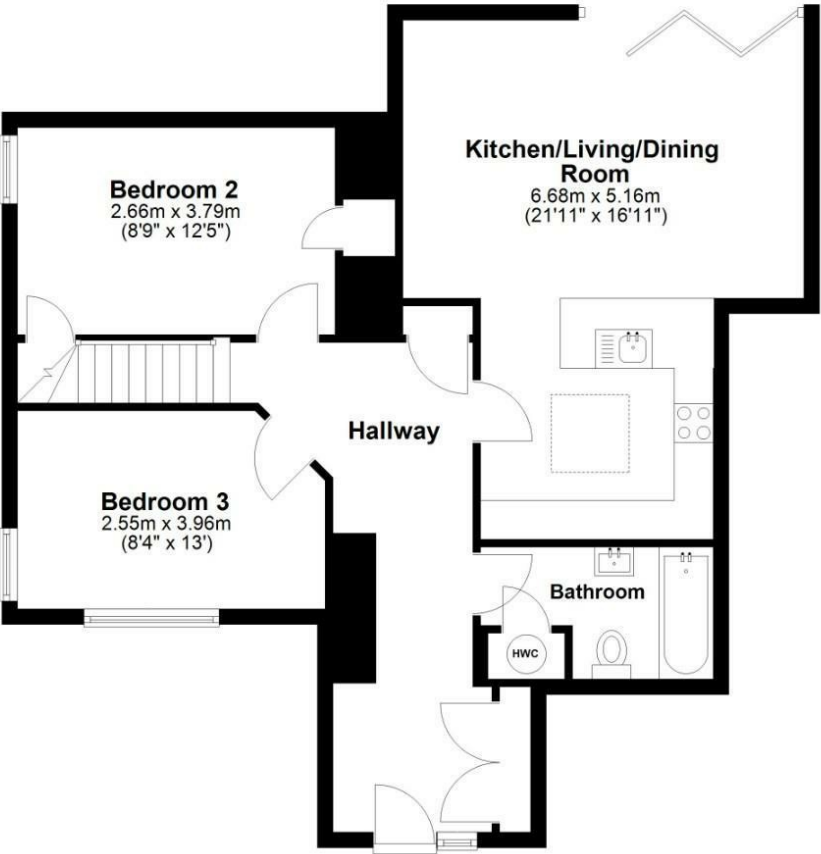 Kitchen/Living/Dining
Room
6.68m x 5.16m
(21'11" x 16'11")
Bedroom 2
2.66m x 3.79m
(8'9" x 12'5")
Hallway
Bedroom 3
2.55m x 3.96m
(8'4" x 13')
Bathroom
HWC